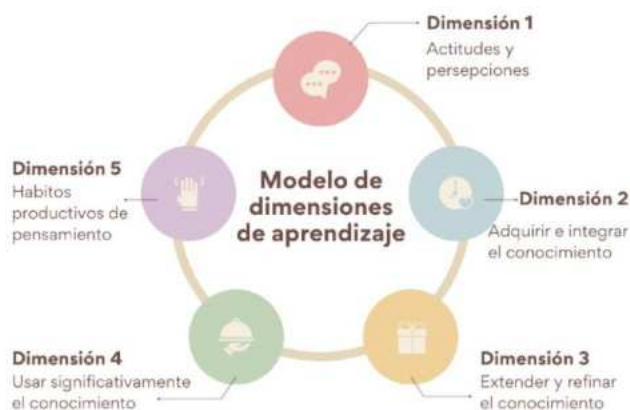 Dimensión 1
Actitudes y
persepciones
Dimensión 2
Adquirir e integrar
el conocimiento
Dimensión 3
Extender y refinar
el conocimiento
Dimensión 4
Usar significativamente
el conocimiento
Dimensión 5
Habitos
productivos de
pensamiento
Modelo de
dimensiones
de aprendizaje